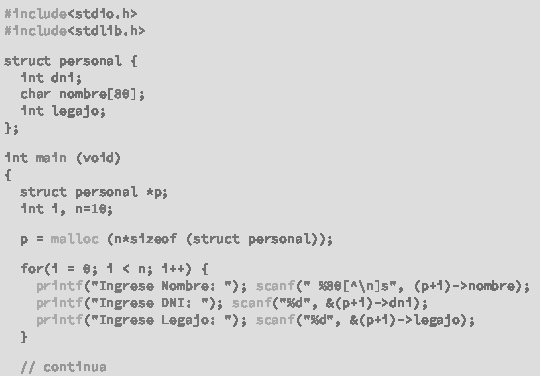 #include<stdio.h>
#include<stdlib.h>
struct personal {
int dni;
char nombre[80];
int legajo;
};
int main (void)
{
struct personal *p;
int i, n=10;
p = malloc (n*sizeof (struct personal));
for(i = 0; i < n; i++) {
printf("Ingrese Nombre: "); scanf(" %80[^\n]s", (p+i)->nombre);
printf("Ingrese DNI: "); scanf("%d", &(p+i)->dni);
printf("Ingrese Legajo: "); scanf("%d", &(p+i)->legajo);
}
// continua